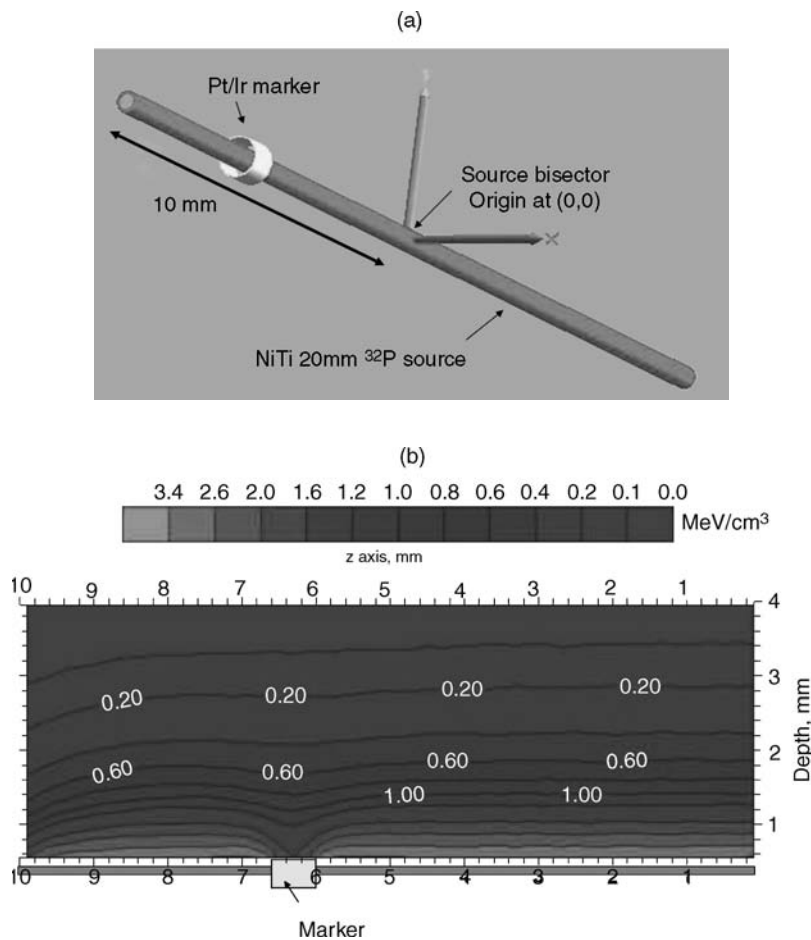 (a)
Pt/Ir marker
Source bisector
Origin at (0,0)
10 mm
X
NiTi 20mm ³²P source
(b)
3.4 2.6 2.0 1.6 1.2 1.0 0.8 0.6 0.4 0.2 0.1 0.0
MeV/cm³
z axis, mm
10 9 8 7 6 5 4 3 2 1
4
3
0.20 0.20 0.20 0.20
Depth, mm
2
0.60 0.60 0.60 0.60
1.00 1.00
1
10 9 8 7 6 5 4 3 2 1
Marker